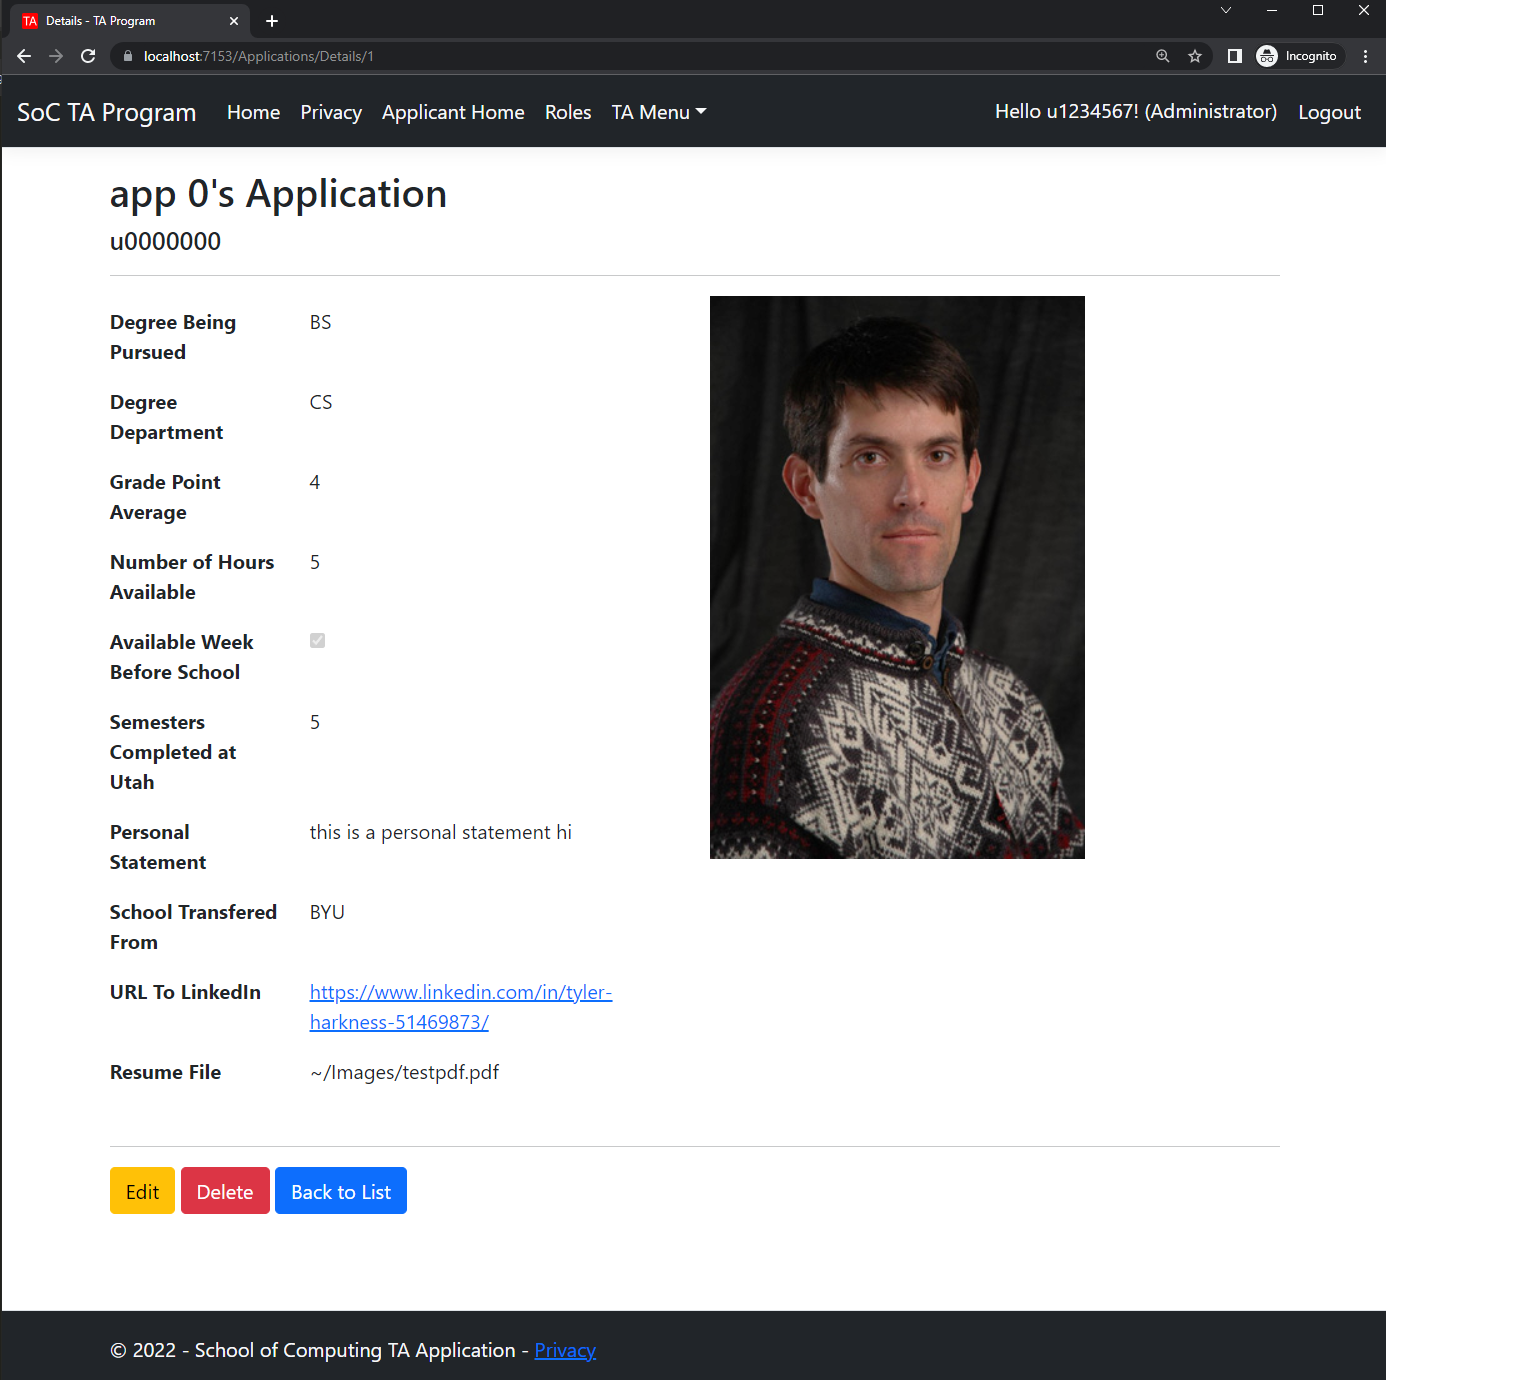 TA Details - TA Program
localhost:7153/Applications/Details/1
Incognito
SoC TA Program Home Privacy Applicant Home Roles TA Menu Hello u1234567! (Administrator) Logout
app 0's Application
u0000000
Degree Being
Pursued
BS
Degree
Department
CS
Grade Point
Average
4
Number of Hours
Available
5
Available Week
Before School
Semesters
Completed at
Utah
5
Personal
Statement
this is a personal statement hi
School Transfered
From
BYU
URL To LinkedIn
https://www.linkedin.com/in/tyler-
harkness-51469873/
Resume File
~/Images/testpdf.pdf
Edit Delete Back to List
© 2022 - School of Computing TA Application - Privacy